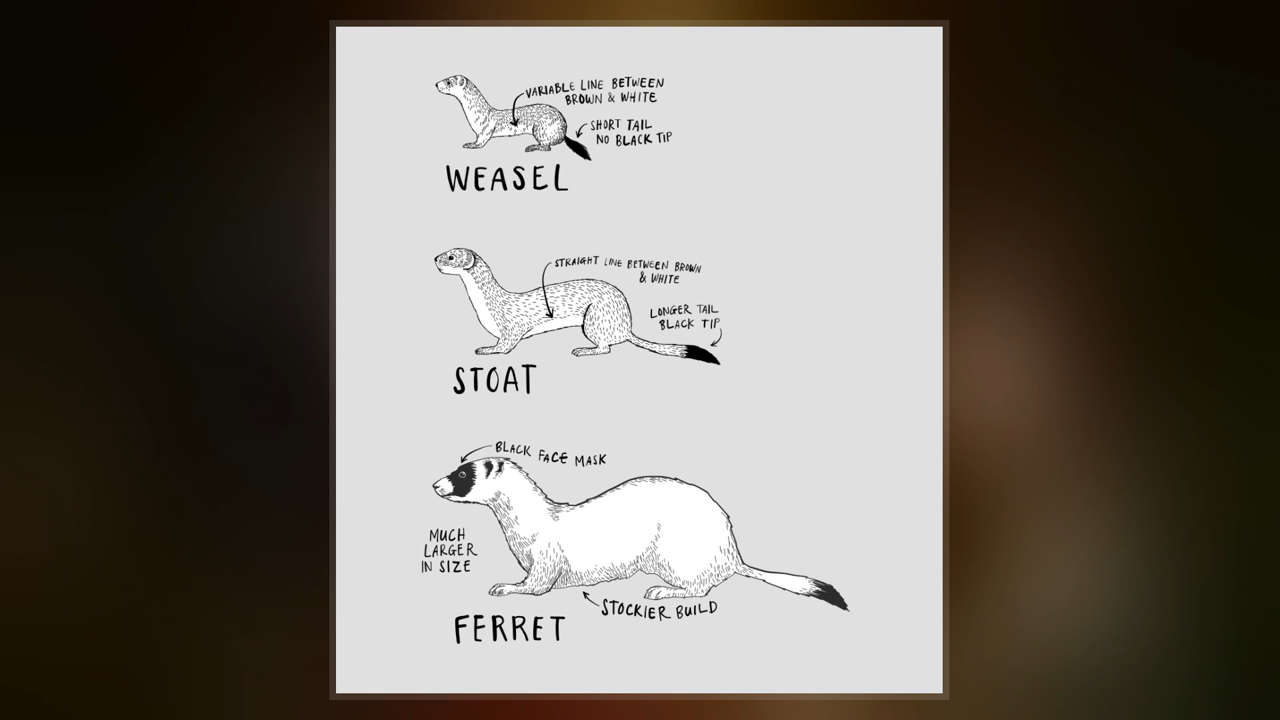 VARIABLE LINE BETWEEN
BROWN & WHITE
SHORT TAIL
NO BLACK TIP
WEASEL
STRAIGHT LINE BETWEEN BROWN
& WHITE
LONGER TAIL
BLACK TIP
STOAT
BLACK FACE MASK
MUCH
LARGER
IN SIZE
STOCKIER BUILD
FERRET